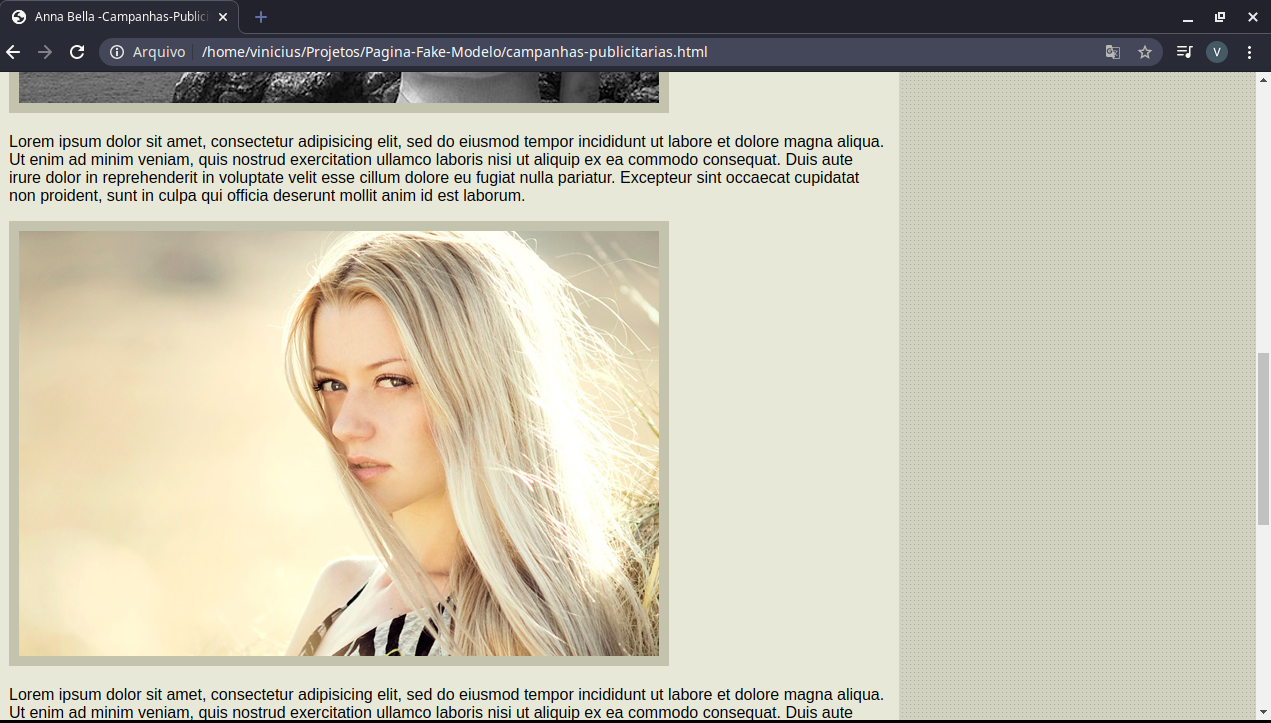 Anna Bella -Campanhas-Publici
Arquivo /home/vinicius/Projetos/Pagina-Fake-Modelo/campanhas-publicitarias.html
V
Lorem ipsum dolor sit amet, consectetur adipisicing elit, sed do eiusmod tempor incididunt ut labore et dolore magna aliqua.
Ut enim ad minim veniam, quis nostrud exercitation ullamco laboris nisi ut aliquip ex ea commodo consequat. Duis aute
irure dolor in reprehenderit in voluptate velit esse cillum dolore eu fugiat nulla pariatur. Excepteur sint occaecat cupidatat
non proident, sunt in culpa qui officia deserunt mollit anim id est laborum.
Lorem ipsum dolor sit amet, consectetur adipisicing elit, sed do eiusmod tempor incididunt ut labore et dolore magna aliqua.
Ut enim ad minim veniam, quis nostrud exercitation ullamco laboris nisi ut aliquip ex ea commodo consequat. Duis aute